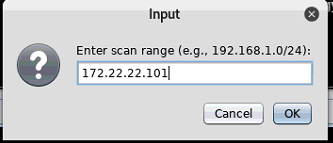 Input
Enter scan range (e.g., 192.168.1.0/24):
172.22.22.101
Cancel
OK